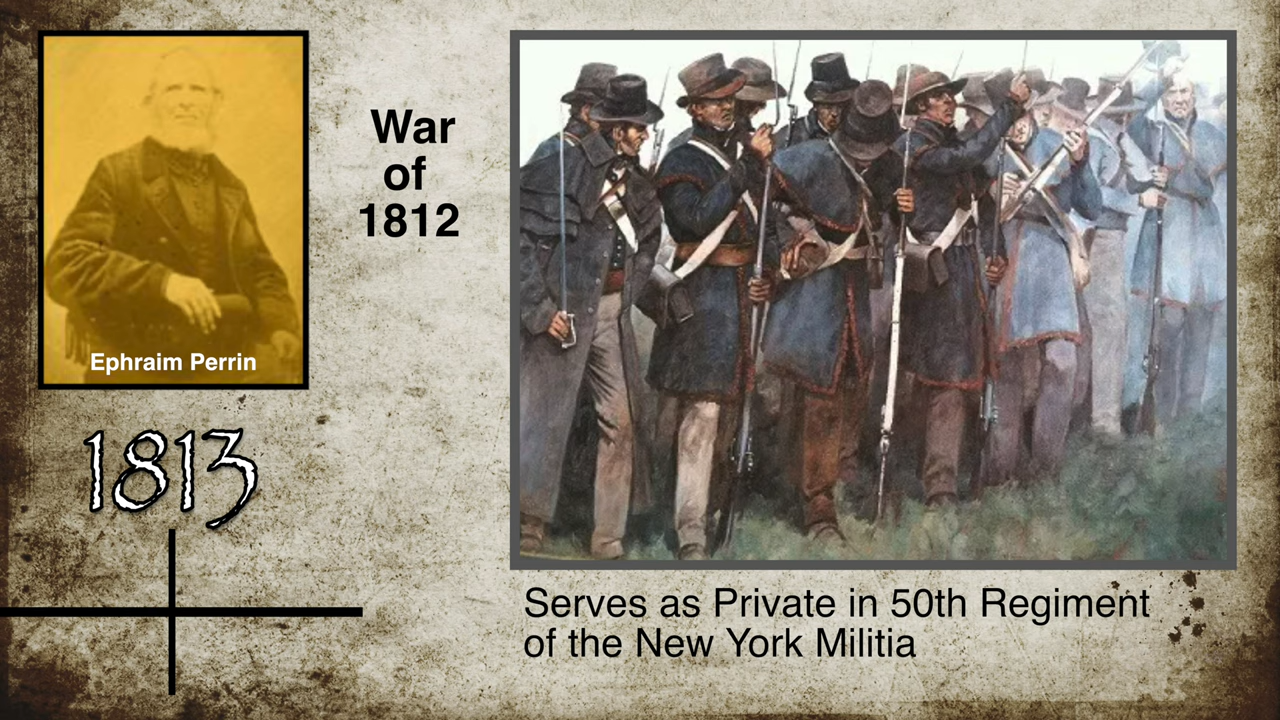 War
of
1812
Ephraim Perrin
1813
Serves as Private in 50th Regiment
of the New York Militia